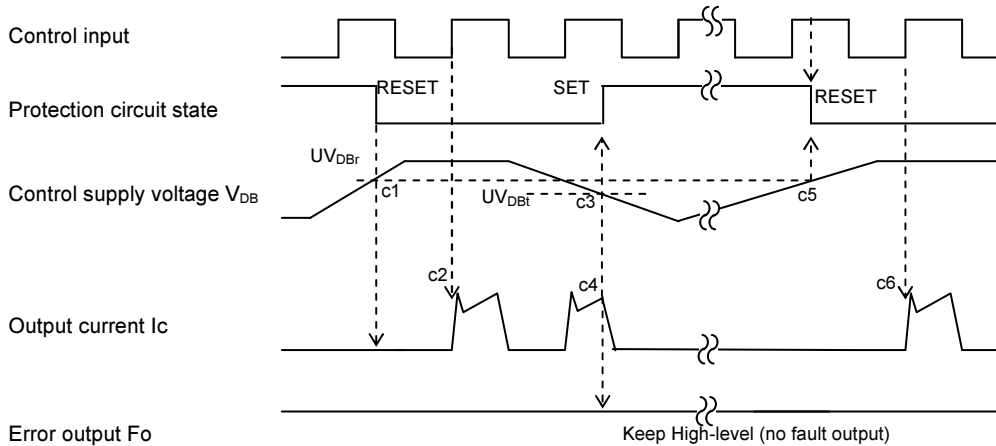 Control input
RESET
SET
RESET
Protection circuit state
UVDBr
c1
c5
Control supply voltage VDB
UVDBt
c3
c2
c4
c6
Output current Ic
Error output Fo
Keep High-level (no fault output)